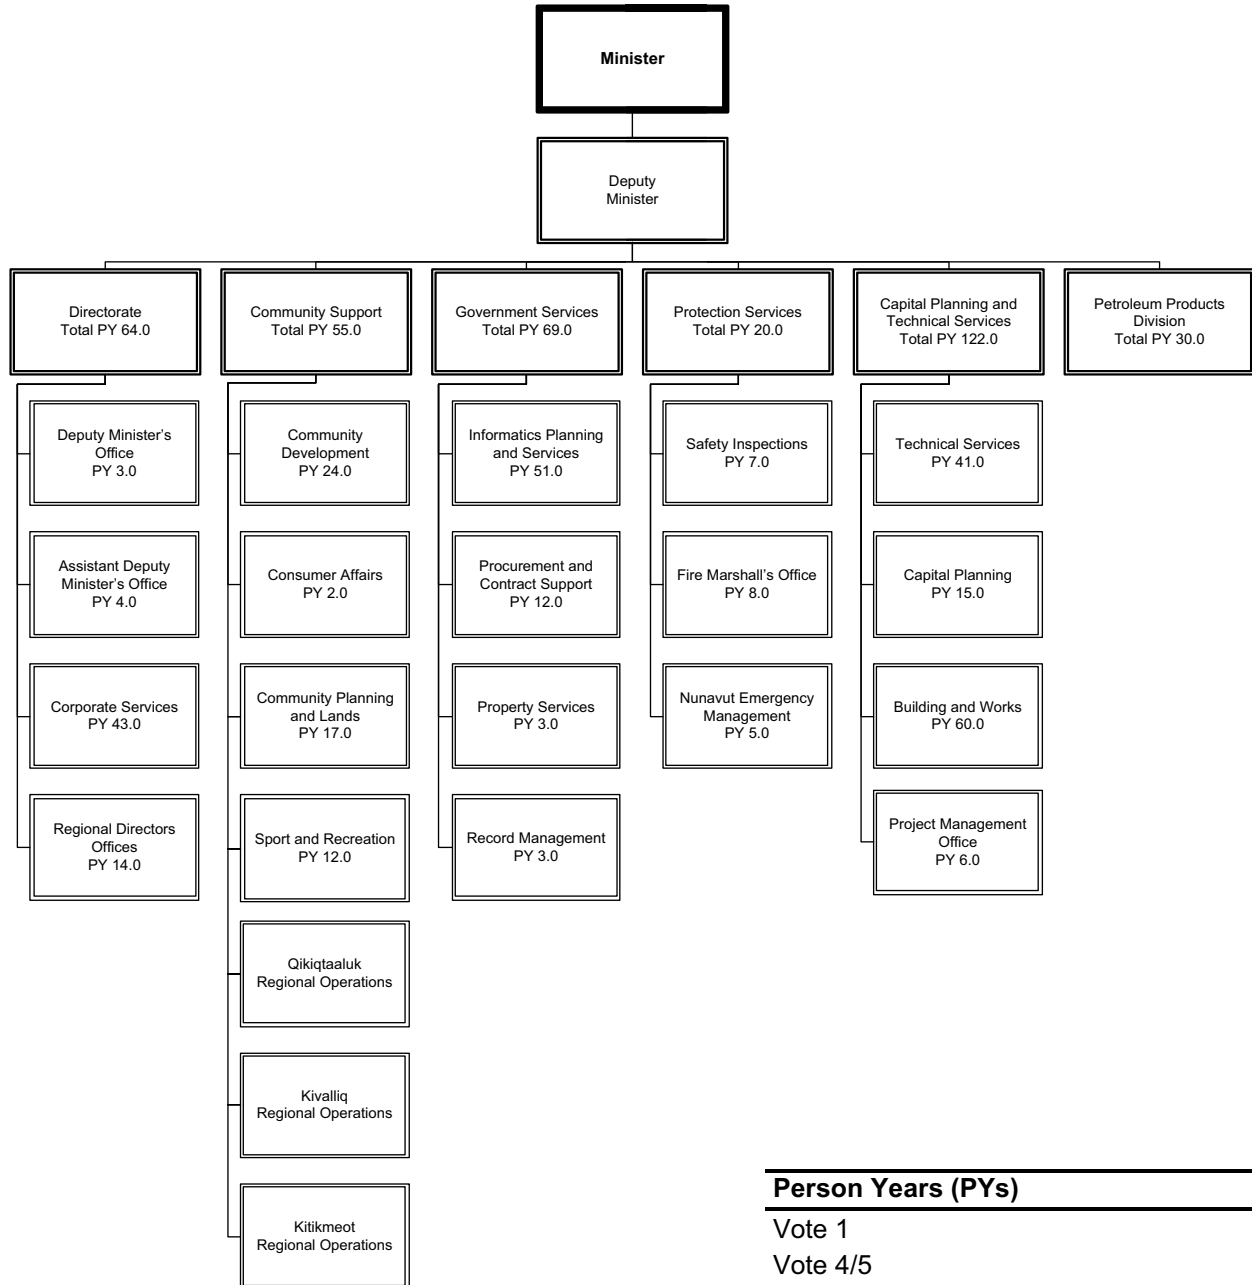 Minister
Deputy
Minister
Directorate
Total PY 64.0
Community Support
Total PY 55.0
Government Services
Total PY 69.0
Protection Services
Total PY 20.0
Capital Planning and
Technical Services
Total PY 122.0
Petroleum Products
Division
Total PY 30.0
Deputy Minister's
Office
PY 3.0
Assistant Deputy
Minister's Office
PY 4.0
Corporate Services
PY 43.0
Regional Directors
Offices
PY 14.0
Community
Development
PY 24.0
Consumer Affairs
PY 2.0
Community Planning
and Lands
PY 17.0
Sport and Recreation
PY 12.0
Qikiqtaaluk
Regional Operations
Kivalliq
Regional Operations
Kitikmeot
Regional Operations
Informatics Planning
and Services
PY 51.0
Procurement and
Contract Support
PY 12.0
Property Services
PY 3.0
Record Management
PY 3.0
Safety Inspections
PY 7.0
Fire Marshall's Office
PY 8.0
Nunavut Emergency
Management
PY 5.0
Technical Services
PY 41.0
Capital Planning
PY 15.0
Building and Works
PY 60.0
Project Management
Office
PY 6.0
Person Years (PYs)
Vote 1
Vote 4/5